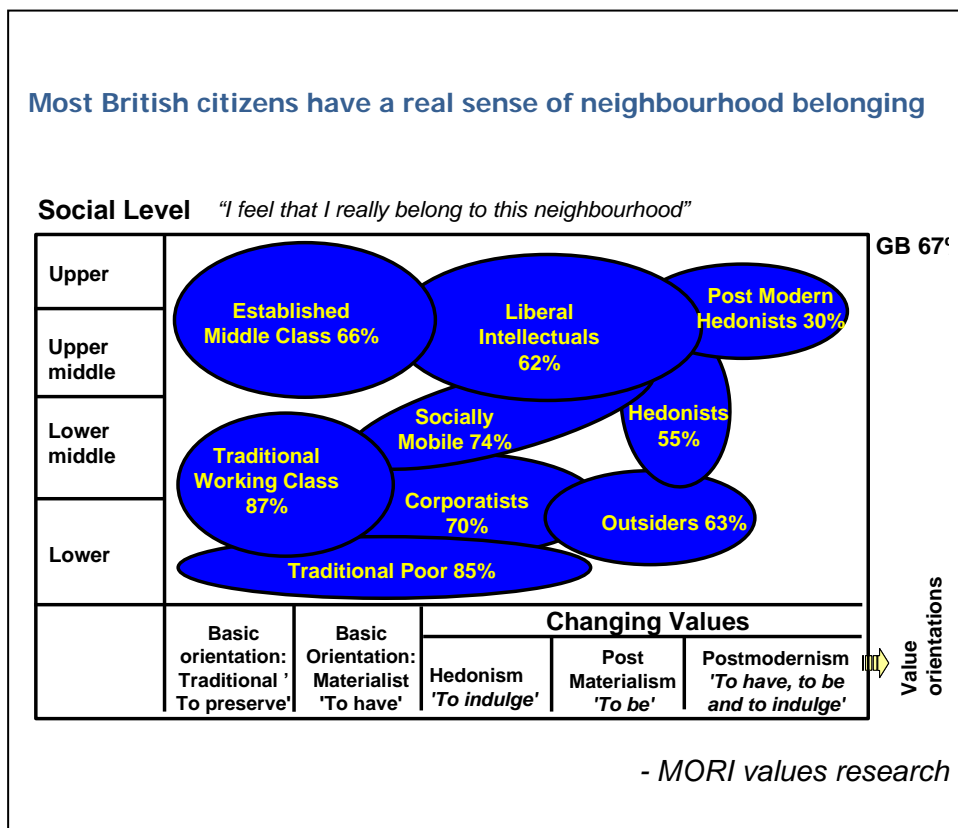 Most British citizens have a real sense of neighbourhood belonging
Social Level "I feel that I really belong to this neighbourhood"
GB 67%
Upper
Upper
middle
Lower
middle
Lower
Established
Middle Class 66%
Liberal
Intellectuals
62%
Post Modern
Hedonists 30%
Socially
Mobile 74%
Hedonists
55%
Traditional
Working Class
87%
Corporatists
70%
Outsiders 63%
Traditional Poor 85%
Basic
orientation:
Traditional '
To preserve'
Basic
Orientation:
Materialist
'To have'
Changing Values
Hedonism
'To indulge'
Post
Materialism
'To be'
Postmodernism
'To have, to be
and to indulge'
Value
orientations
- MORI values research